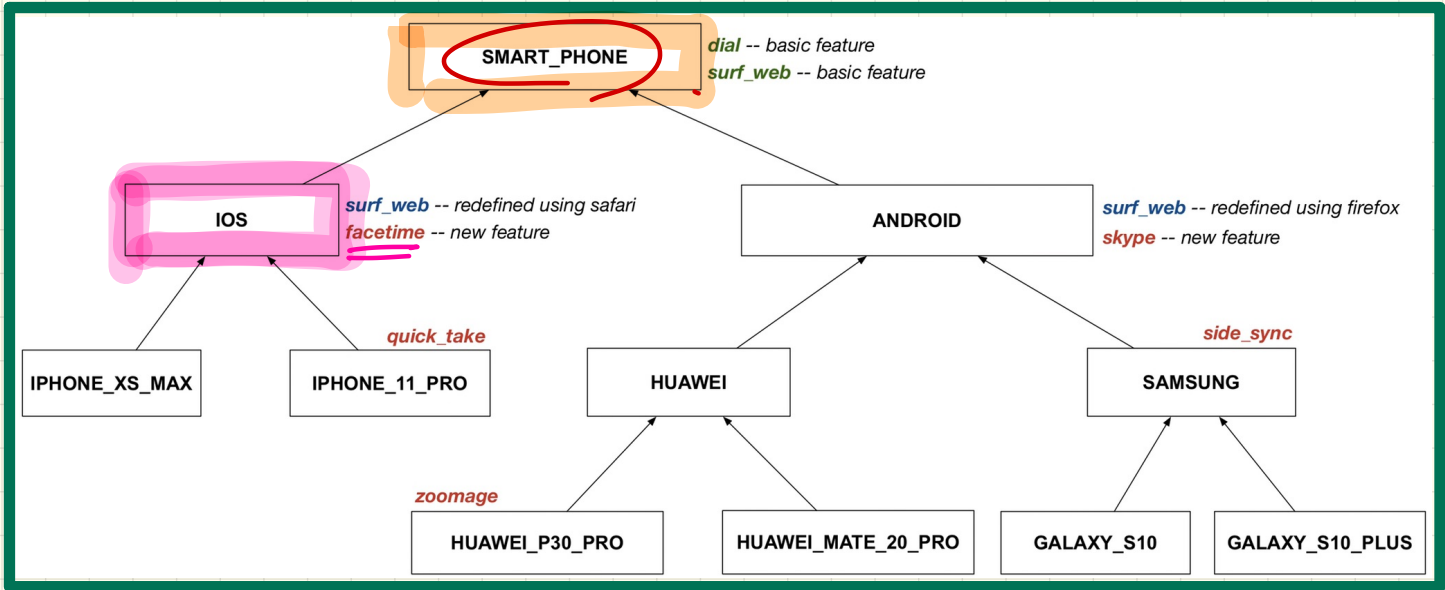 SMART_PHONE
dial -- basic feature
surf_web -- basic feature
IOS
surf_web -- redefined using safari
facetime -- new feature
ANDROID
surf_web -- redefined using firefox
skype -- new feature
IPHONE_XS_MAX
quick_take
IPHONE_11_PRO
HUAWEI
side_sync
SAMSUNG
zoomage
HUAWEI_P30_PRO
HUAWEI_MATE_20_PRO
GALAXY_S10
GALAXY_S10_PLUS